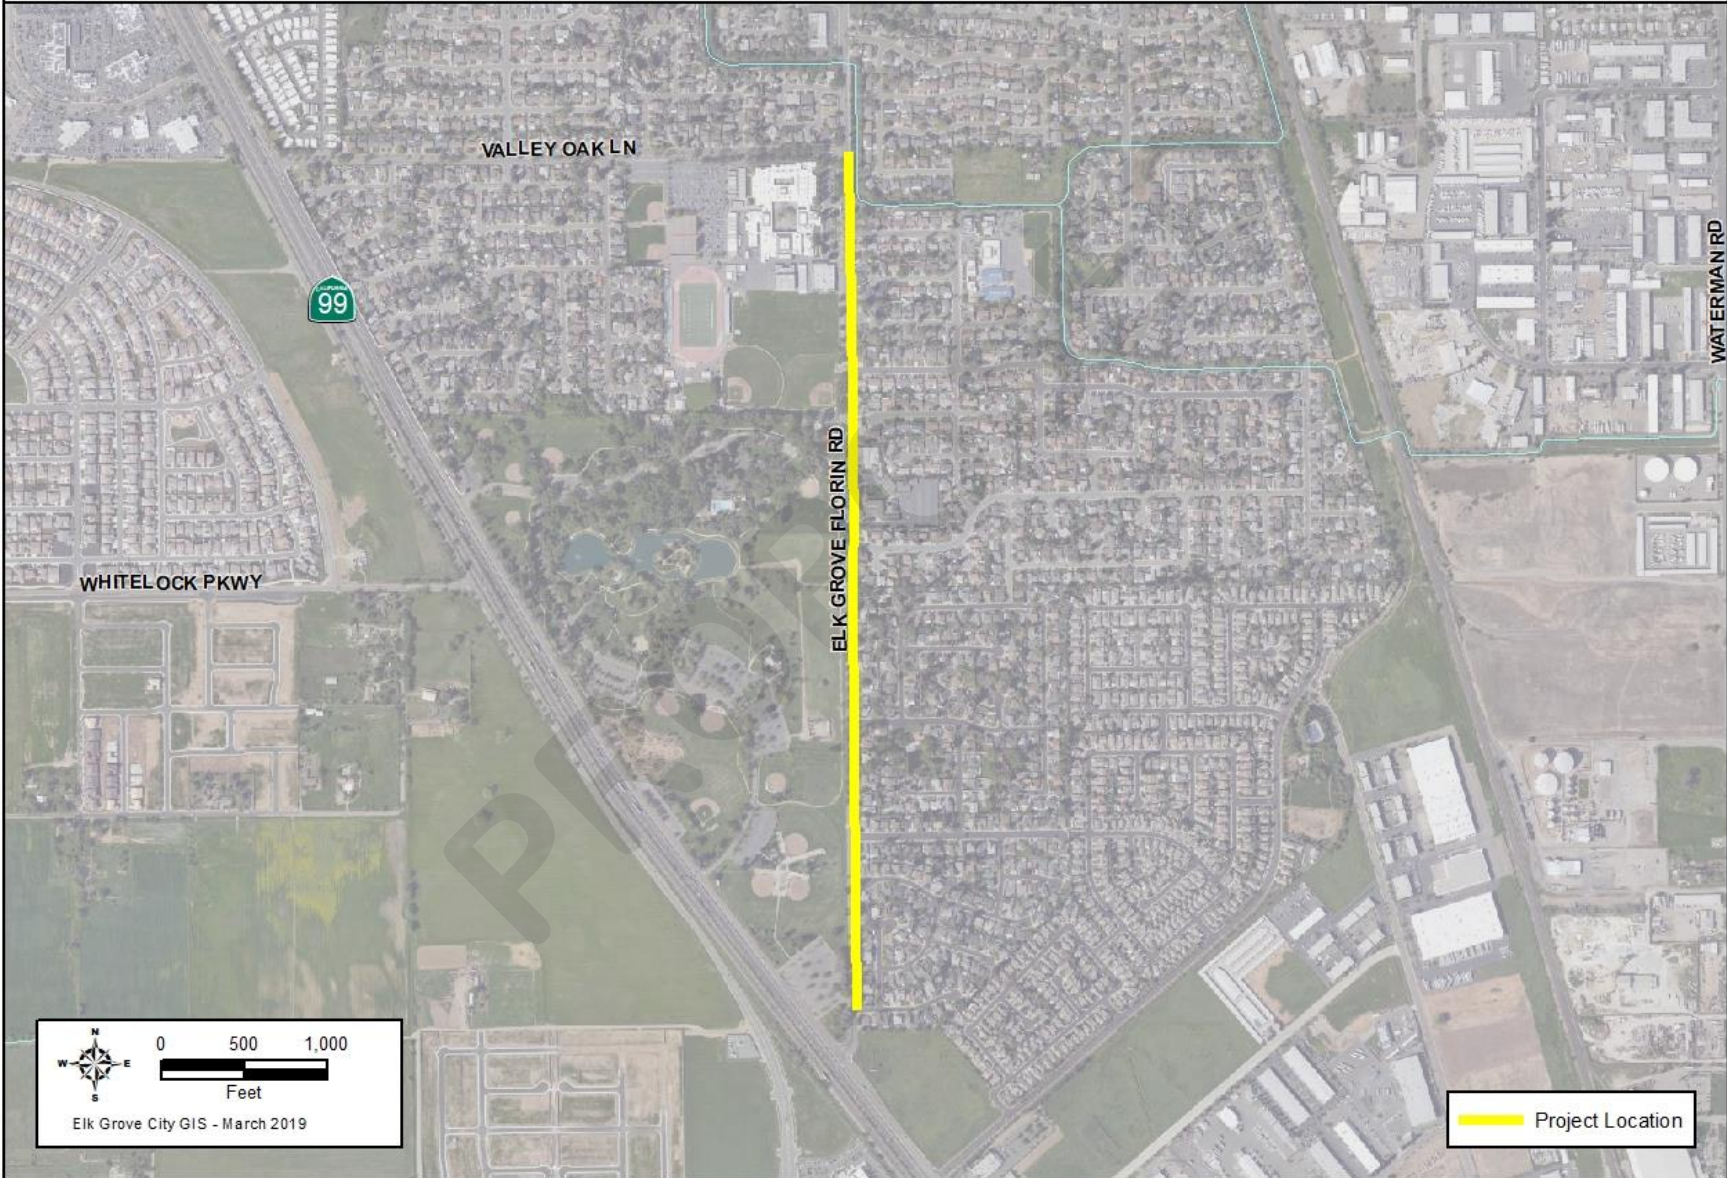 VALLEY OAK LN
CALIFORNIA
99
WATERMAN RD
ELK GROVE FLORIN RD
WHITELOCK PKWY
N
W
E
S
0 500 1,000
Feet
Elk Grove City GIS - March 2019
Project Location